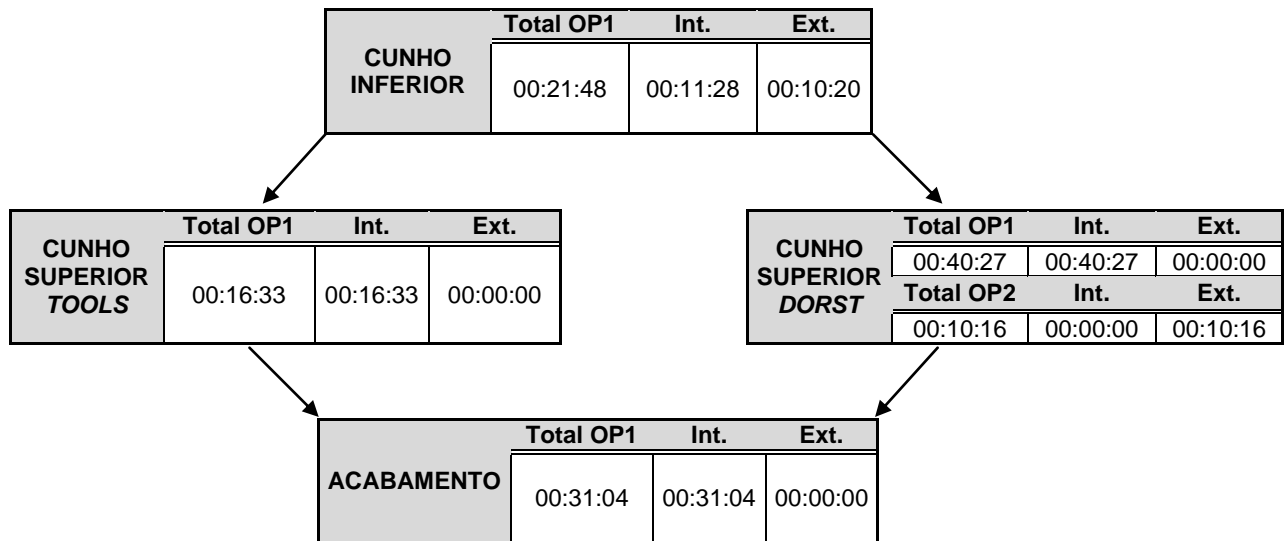 Total OP1 Int. Ext.
CUNHO
INFERIOR
00:21:48 00:11:28 00:10:20
CUNHO
SUPERIOR
TOOLS
Total OP1 Int. Ext.
00:16:33 00:16:33 00:00:00
CUNHO
SUPERIOR
DORST
Total OP1 Int. Ext.
00:40:27 00:40:27 00:00:00
Total OP2 Int. Ext.
00:10:16 00:00:00 00:10:16
ACABAMENTO
Total OP1 Int. Ext.
00:31:04 00:31:04 00:00:00